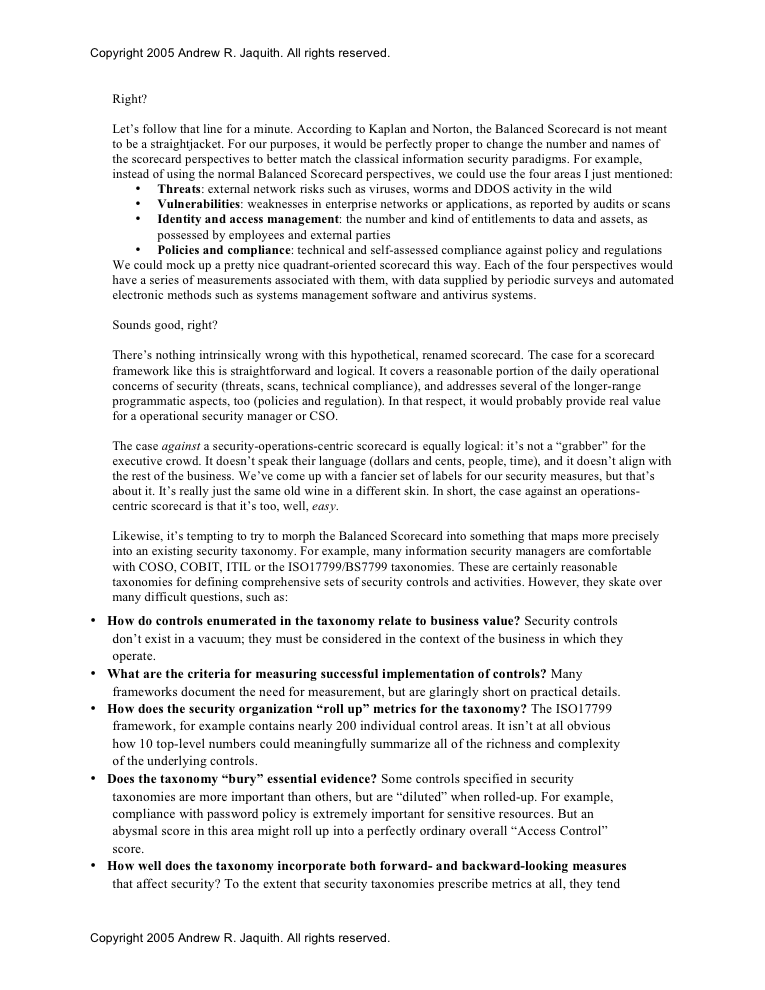 Copyright 2005 Andrew R. Jaquith. All rights reserved.
Right?
Let’s follow that line for a minute. According to Kaplan and Norton, the Balanced Scorecard is not meant
to be a straightjacket. For our purposes, it would be perfectly proper to change the number and names of
the scorecard perspectives to better match the classical information security paradigms. For example,
instead of using the normal Balanced Scorecard perspectives, we could use the four areas I just mentioned:
• Threats: external network risks such as viruses, worms and DDOS activity in the wild
• Vulnerabilities: weaknesses in enterprise networks or applications, as reported by audits or scans
• Identity and access management: the number and kind of entitlements to data and assets, as
possessed by employees and external parties
• Policies and compliance: technical and self-assessed compliance against policy and regulations
We could mock up a pretty nice quadrant-oriented scorecard this way. Each of the four perspectives would
have a series of measurements associated with them, with data supplied by periodic surveys and automated
electronic methods such as systems management software and antivirus systems.
Sounds good, right?
There’s nothing intrinsically wrong with this hypothetical, renamed scorecard. The case for a scorecard
framework like this is straightforward and logical. It covers a reasonable portion of the daily operational
concerns of security (threats, scans, technical compliance), and addresses several of the longer-range
programmatic aspects, too (policies and regulation). In that respect, it would probably provide real value
for a operational security manager or CSO.
The case against a security-operations-centric scorecard is equally logical: it’s not a “grabber” for the
executive crowd. It doesn’t speak their language (dollars and cents, people, time), and it doesn’t align with
the rest of the business. We’ve come up with a fancier set of labels for our security measures, but that’s
about it. It’s really just the same old wine in a different skin. In short, the case against an operations-
centric scorecard is that it’s too, well, easy.
Likewise, it’s tempting to try to morph the Balanced Scorecard into something that maps more precisely
into an existing security taxonomy. For example, many information security managers are comfortable
with COSO, COBIT, ITIL or the ISO17799/BS7799 taxonomies. These are certainly reasonable
taxonomies for defining comprehensive sets of security controls and activities. However, they skate over
many difficult questions, such as:
• How do controls enumerated in the taxonomy relate to business value? Security controls
don’t exist in a vacuum; they must be considered in the context of the business in which they
operate.
• What are the criteria for measuring successful implementation of controls? Many
frameworks document the need for measurement, but are glaringly short on practical details.
• How does the security organization “roll up” metrics for the taxonomy? The ISO17799
framework, for example contains nearly 200 individual control areas. It isn’t at all obvious
how 10 top-level numbers could meaningfully summarize all of the richness and complexity
of the underlying controls.
• Does the taxonomy “bury” essential evidence? Some controls specified in security
taxonomies are more important than others, but are “diluted” when rolled-up. For example,
compliance with password policy is extremely important for sensitive resources. But an
abysmal score in this area might roll up into a perfectly ordinary overall “Access Control”
score.
• How well does the taxonomy incorporate both forward- and backward-looking measures
that affect security? To the extent that security taxonomies prescribe metrics at all, they tend
Copyright 2005 Andrew R. Jaquith. All rights reserved.